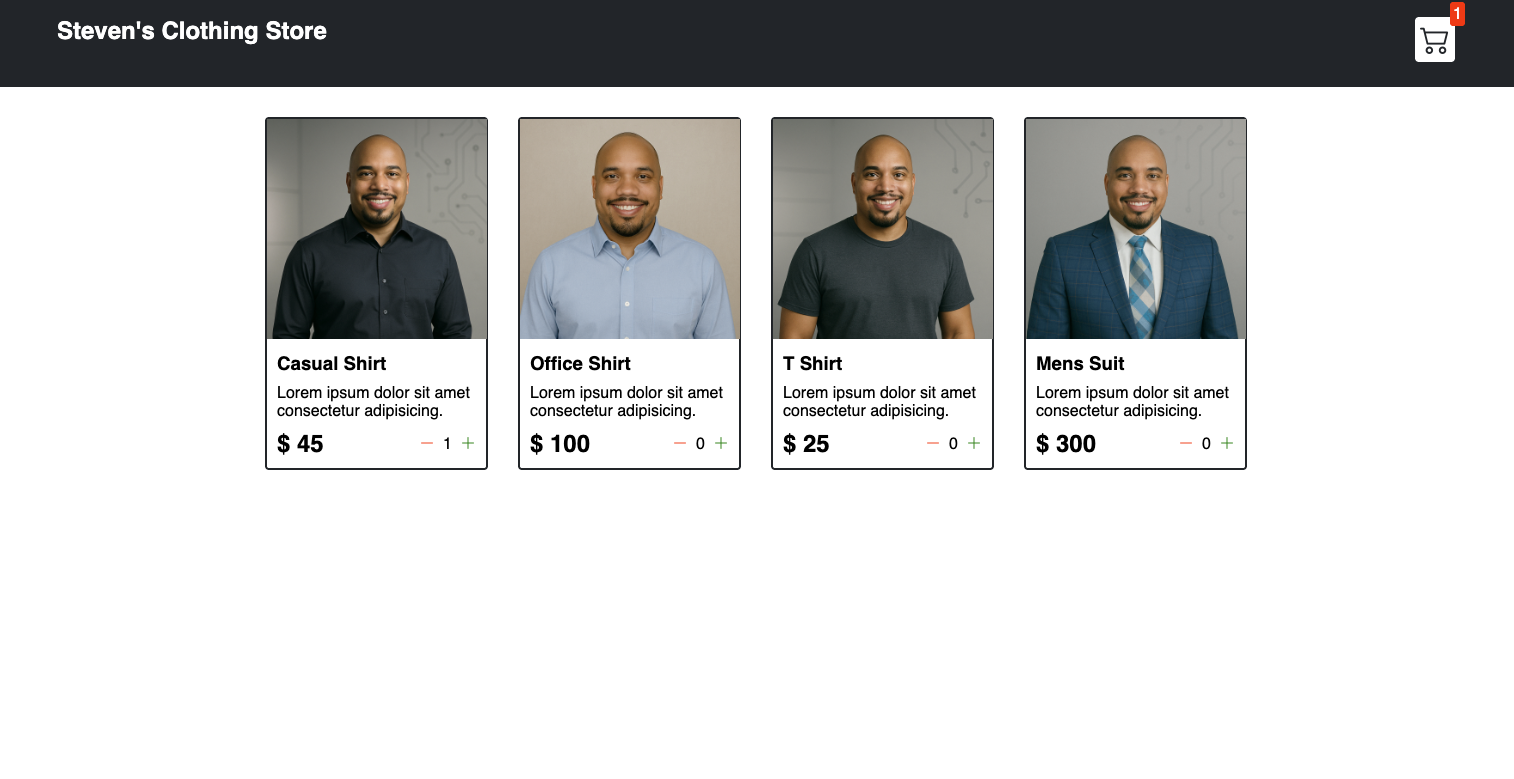 Steven's Clothing Store
1
Casual Shirt
Lorem ipsum dolor sit amet
consectetur adipisicing.
$ 45
— 1 +
Office Shirt
Lorem ipsum dolor sit amet
consectetur adipisicing.
$ 100
— 0 +
T Shirt
Lorem ipsum dolor sit amet
consectetur adipisicing.
$ 25
— 0 +
Mens Suit
Lorem ipsum dolor sit amet
consectetur adipisicing.
$ 300
— 0 +